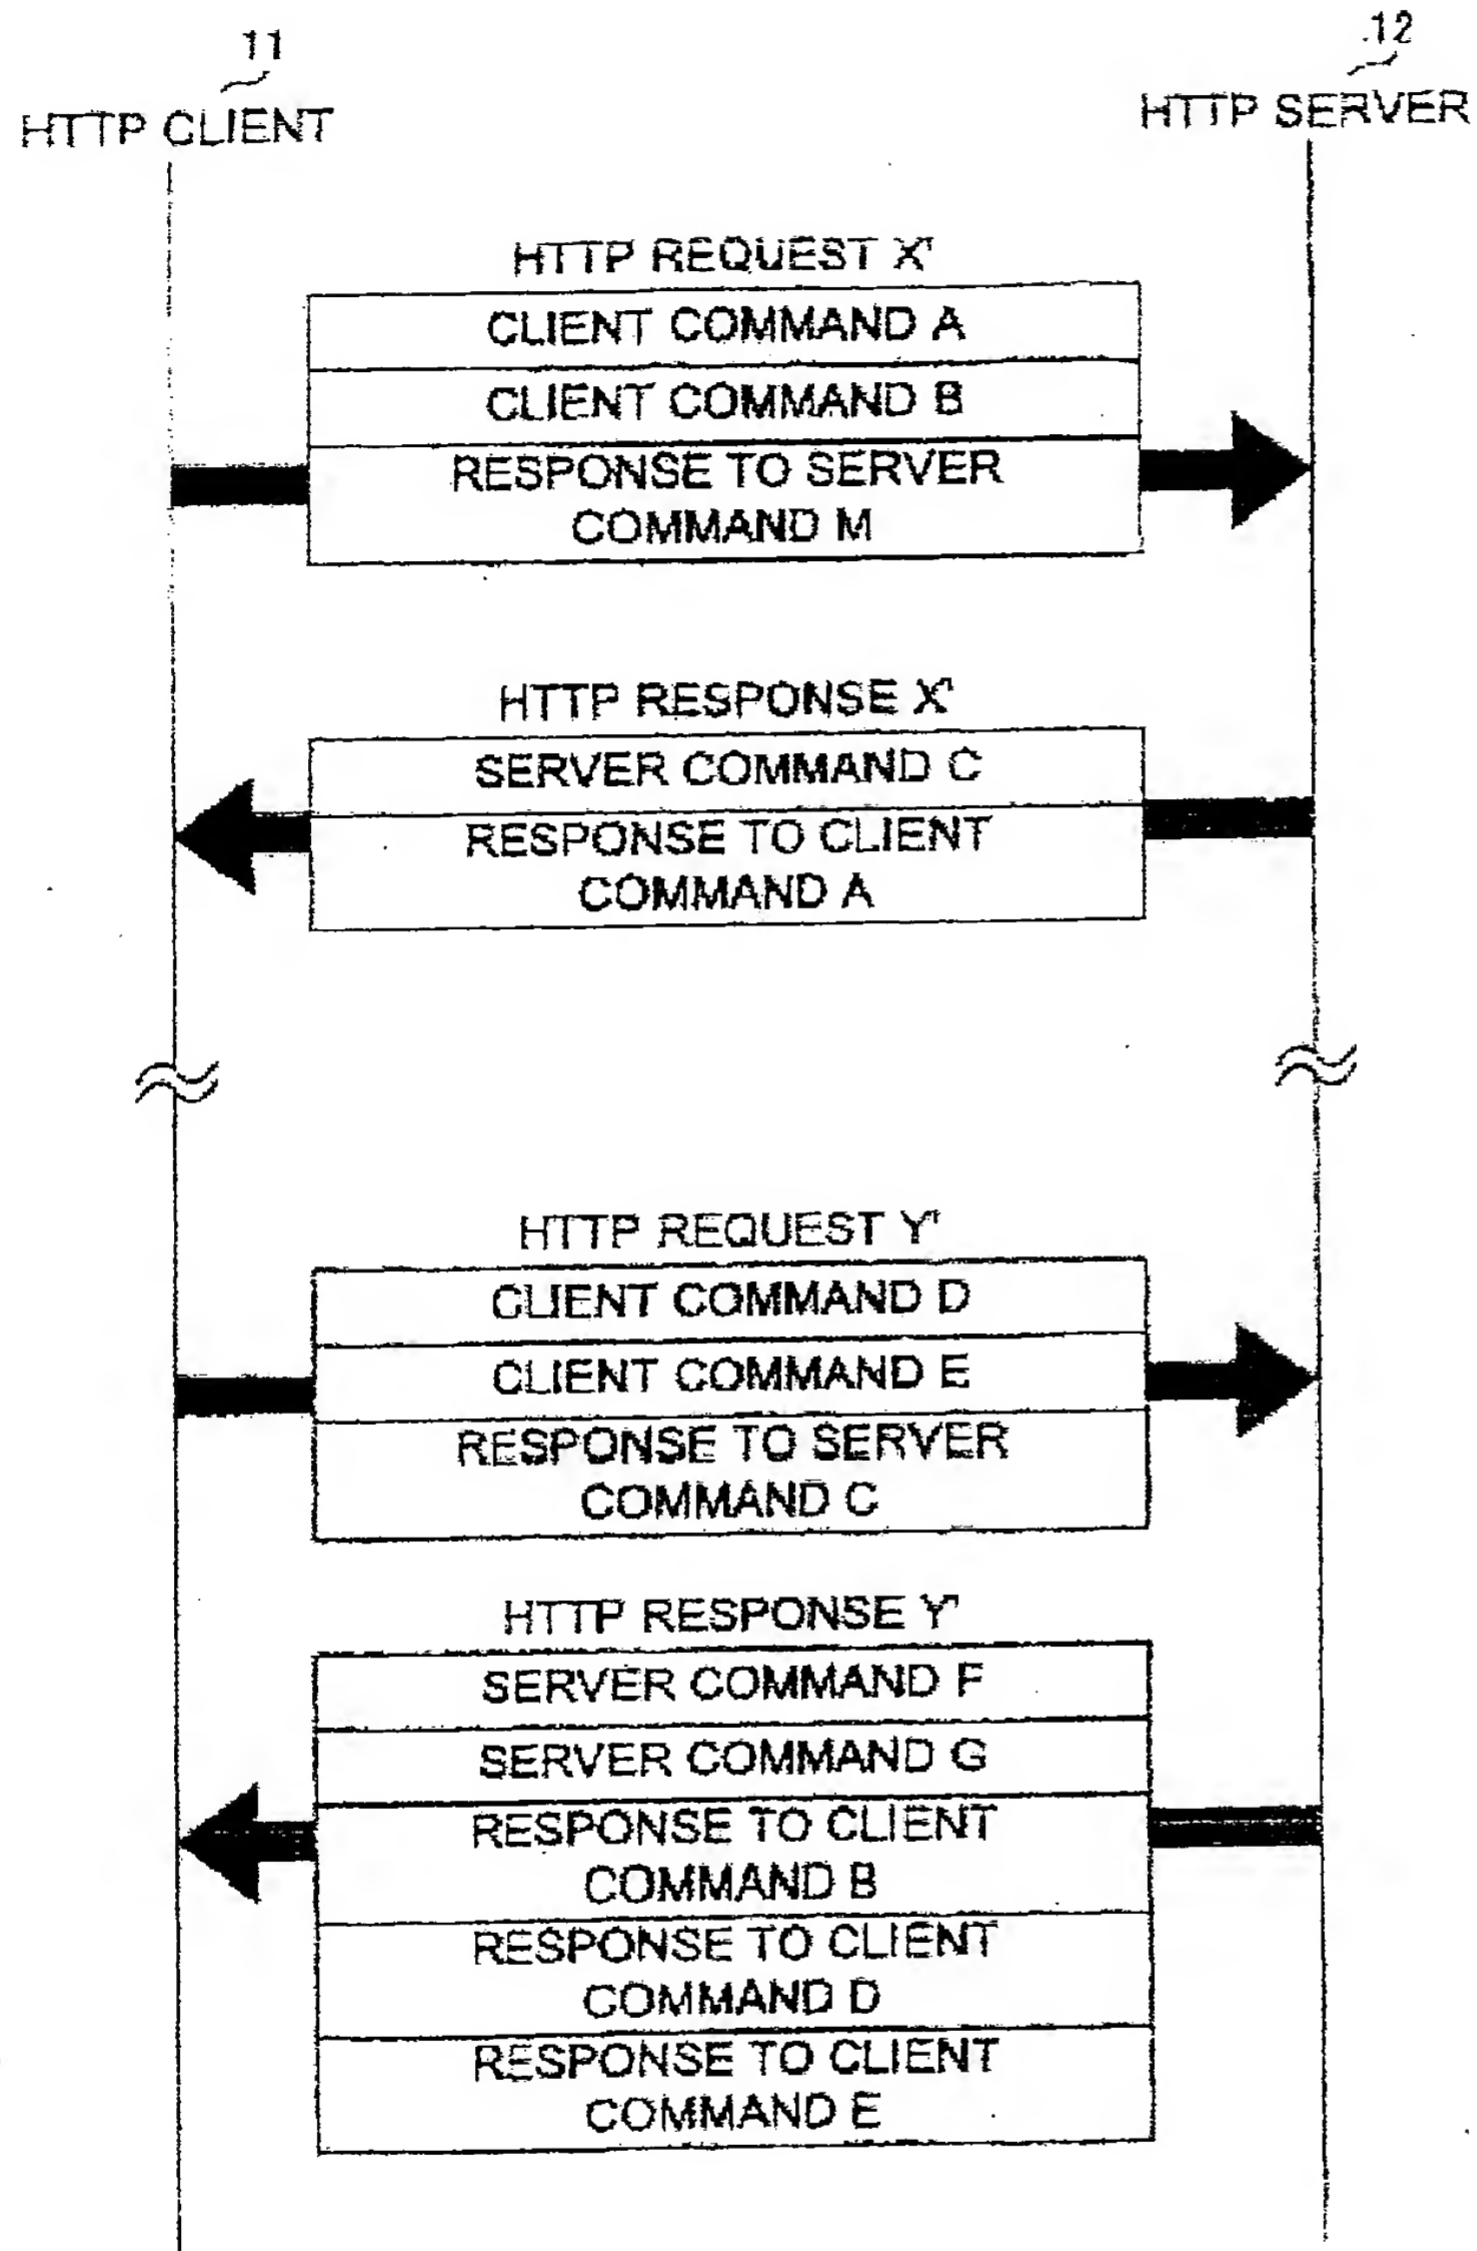 11
12
HTTP CLIENT
HTTP SERVER
HTTP REQUEST X'
CLIENT COMMAND A
CLIENT COMMAND B
RESPONSE TO SERVER
COMMAND M
HTTP RESPONSE X'
SERVER COMMAND C
RESPONSE TO CLIENT
COMMAND A
HTTP REQUEST Y'
CLIENT COMMAND D
CLIENT COMMAND E
RESPONSE TO SERVER
COMMAND C
HTTP RESPONSE Y'
SERVER COMMAND F
SERVER COMMAND G
RESPONSE TO CLIENT
COMMAND B
RESPONSE TO CLIENT
COMMAND D
RESPONSE TO CLIENT
COMMAND E